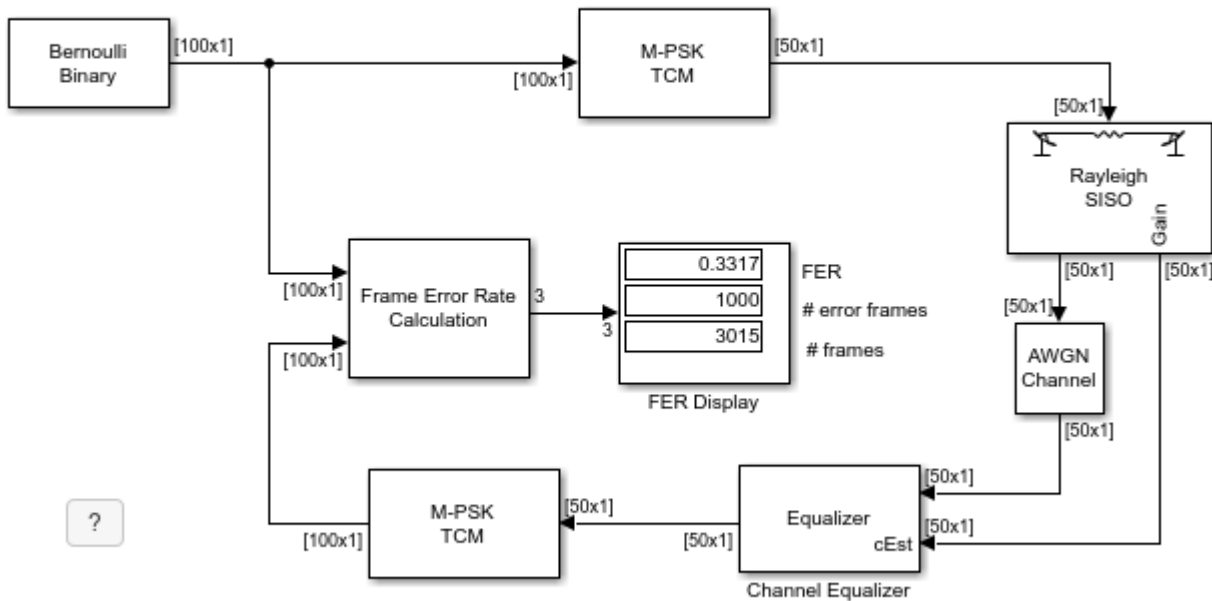 Bernoulli
Binary
[100x1]
[100x1]
M-PSK
TCM
[50x1]
[50x1]
Rayleigh
SISO
Gain
[50x1]
[50x1]
[50x1]
AWGN
Channel
[50x1]
[100x1]
Frame Error Rate
Calculation
[100x1]
3
3
0.3317
1000
3015
FER
# error frames
# frames
FER Display
?
[100x1]
M-PSK
TCM
[50x1]
[50x1]
Equalizer
cEst
[50x1]
[50x1]
Channel Equalizer